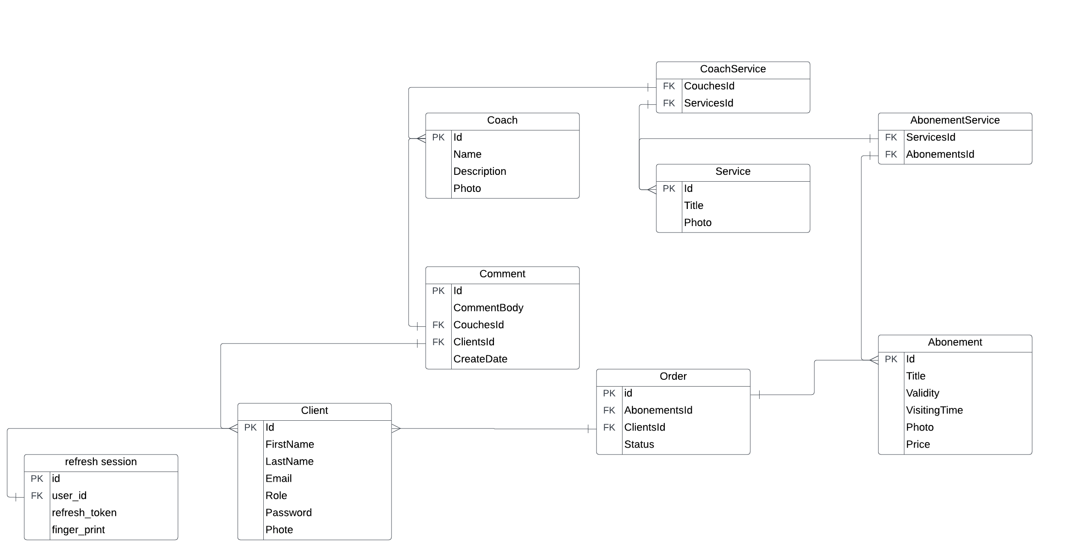 CoachService
FK CouchesId
FK ServicesId
Coach
PK Id
Name
Description
Photo
AbonementService
FK ServicesId
FK AbonementsId
Service
PK Id
Title
Photo
Comment
PK Id
CommentBody
FK CouchesId
FK ClientsId
CreateDate
Abonement
PK Id
Title
Validity
VisitingTime
Photo
Price
Order
PK id
FK AbonementsId
FK ClientsId
Status
Client
PK Id
FirstName
LastName
Email
Role
Password
Phote
refresh session
PK id
FK user_id
refresh_token
finger_print